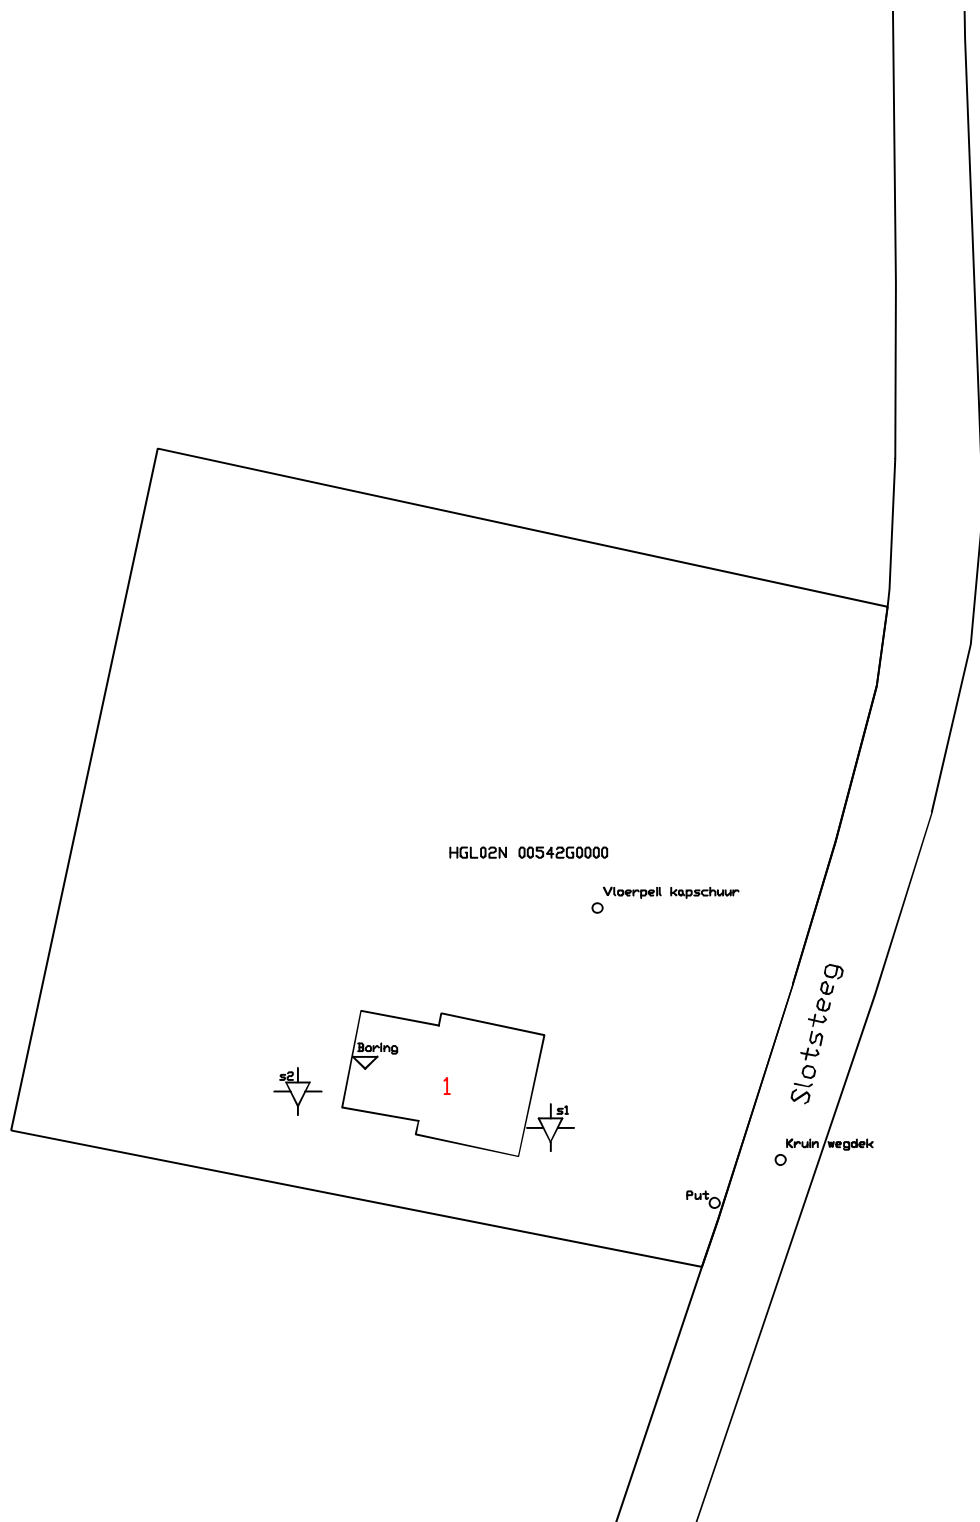 HGL02N 00542G0000
Vloerpeil kapschuur
Slotsteeg
Boring
s2
1
s1
Kruin wegdek
Put